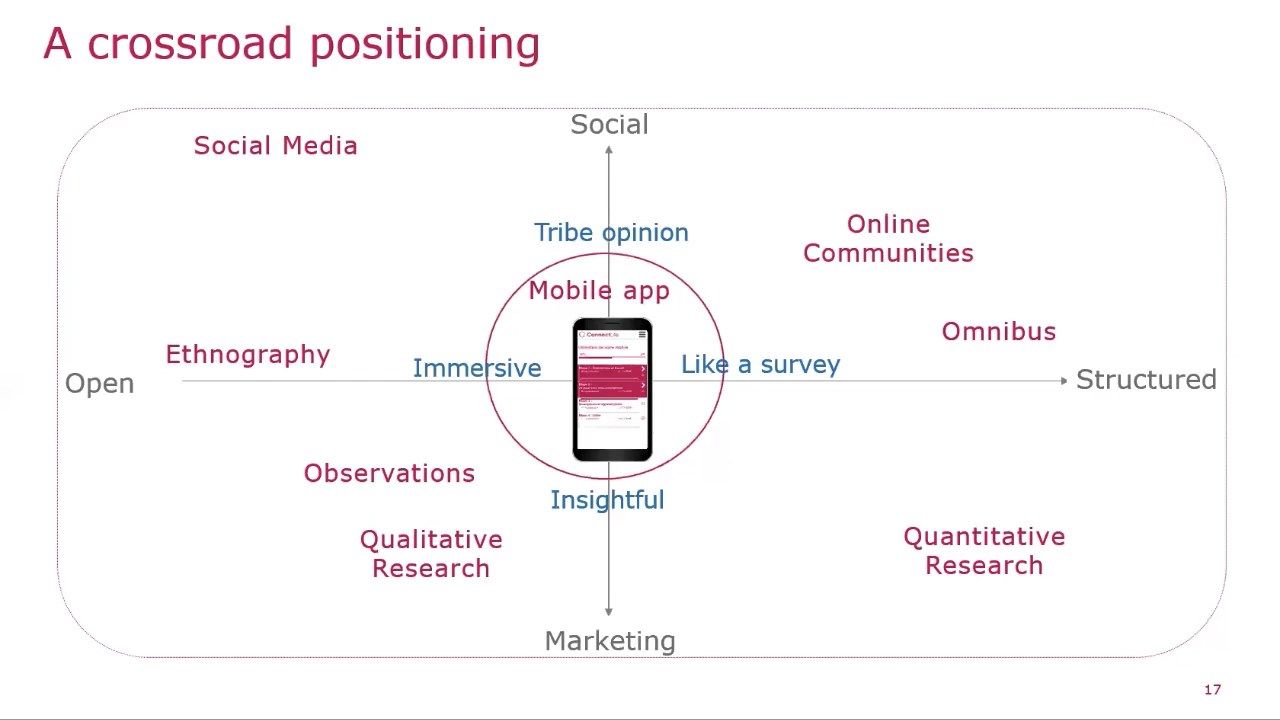 A crossroad positioning
Social
Social Media
Tribe opinion
Online
Communities
Mobile app
Omnibus
Ethnography
Immersive
Like a survey
Open
Structured
Observations
Insightful
Qualitative
Research
Quantitative
Research
Marketing
17